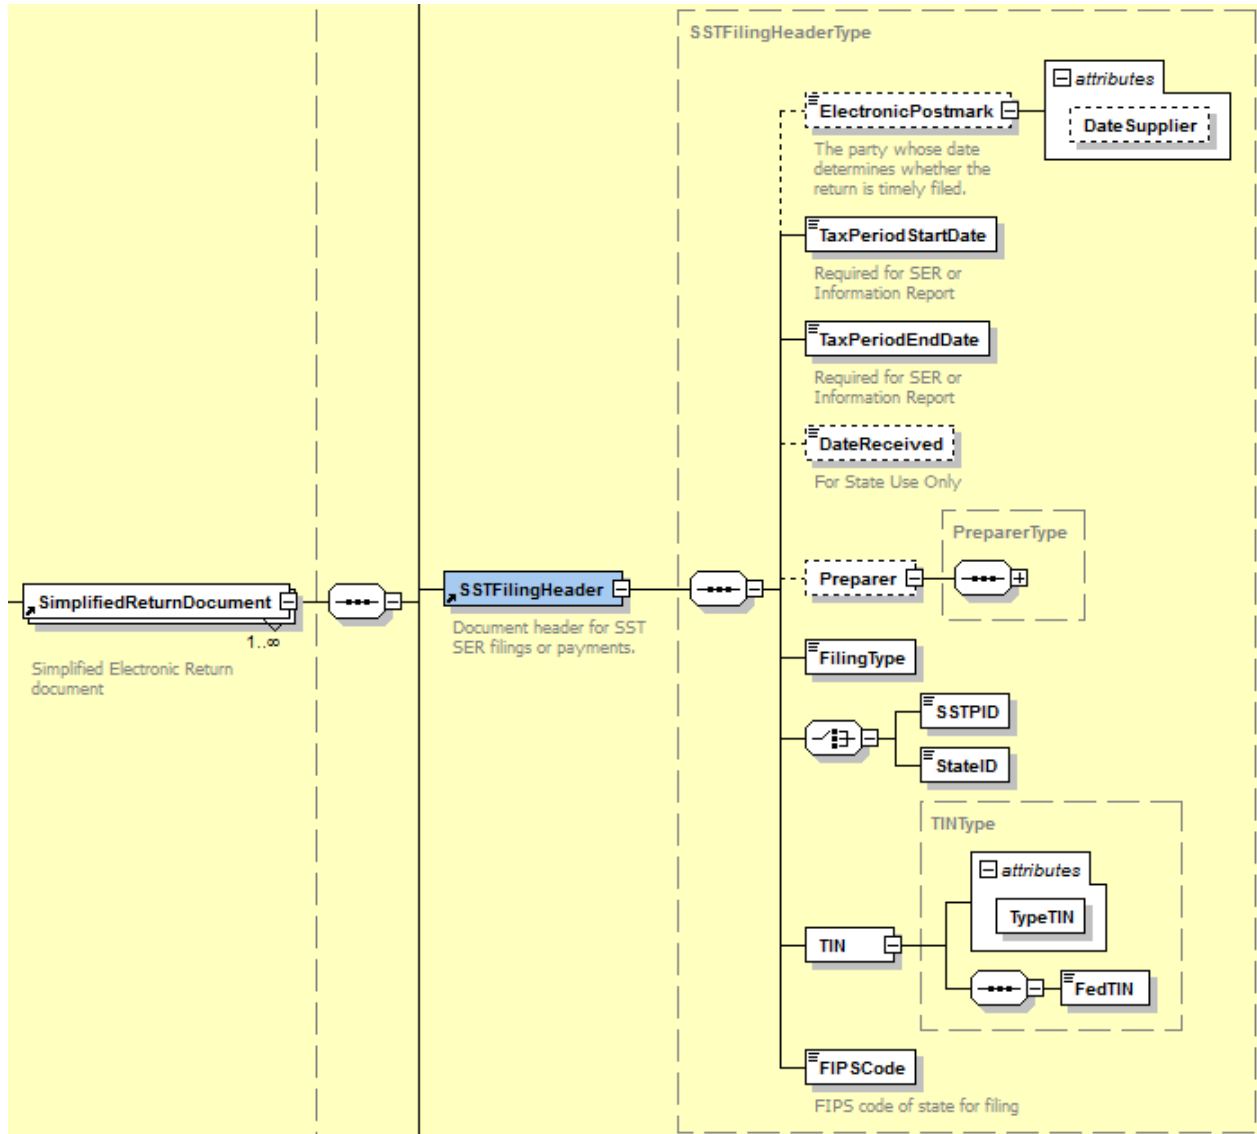 SSTFilingHeaderType
attributes
ElectronicPostmark
DateSupplier
The party whose date
determines whether the
return is timely filed.
TaxPeriodStartDate
Required for SER or
Information Report
TaxPeriodEndDate
Required for SER or
Information Report
DateReceived
For State Use Only
PreparerType
Preparer
SimplifiedReturnDocument
1..∞
Simplified Electronic Return
document
SSTFilingHeader
Document header for SST
SER filings or payments.
FilingType
SSTPID
StateID
TINType
attributes
TypeTIN
TIN
FedTIN
FIPSCode
FIPS code of state for filing